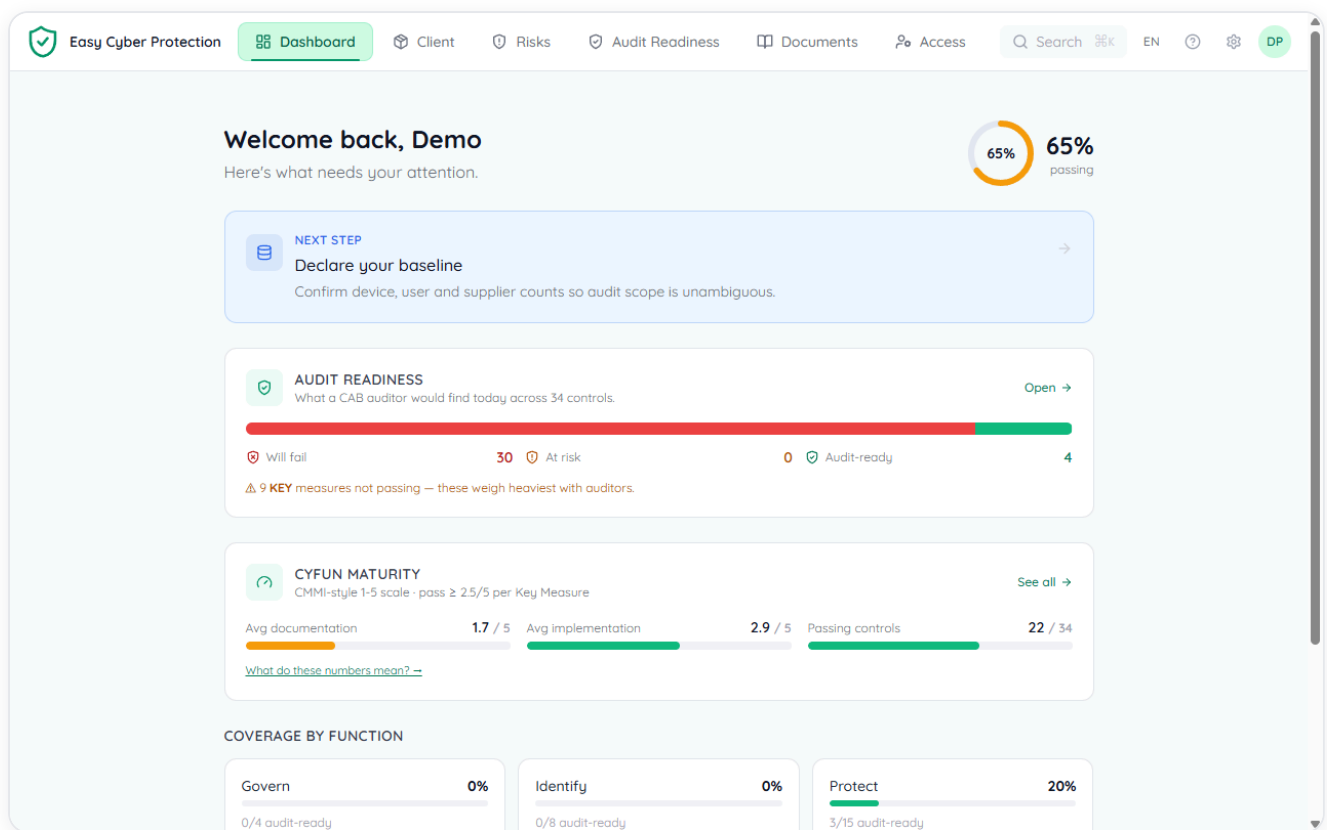 Easy Cyber Protection
Dashboard
Client
Risks
Audit Readiness
Documents
Access
Search ⌘K
EN
DP
Welcome back, Demo
Here's what needs your attention.
65%
65%
passing
NEXT STEP
Declare your baseline
Confirm device, user and supplier counts so audit scope is unambiguous.
AUDIT READINESS
What a CAB auditor would find today across 34 controls.
Open →
Will fail 30
At risk 0
Audit-ready 4
9 KEY measures not passing — these weigh heaviest with auditors.
CYFUN MATURITY
CMMI-style 1-5 scale · pass ≥ 2.5/5 per Key Measure
See all →
Avg documentation 1.7 / 5
Avg implementation 2.9 / 5
Passing controls 22 / 34
What do these numbers mean? →
COVERAGE BY FUNCTION
Govern 0%
0/4 audit-ready
Identify 0%
0/8 audit-ready
Protect 20%
3/15 audit-ready